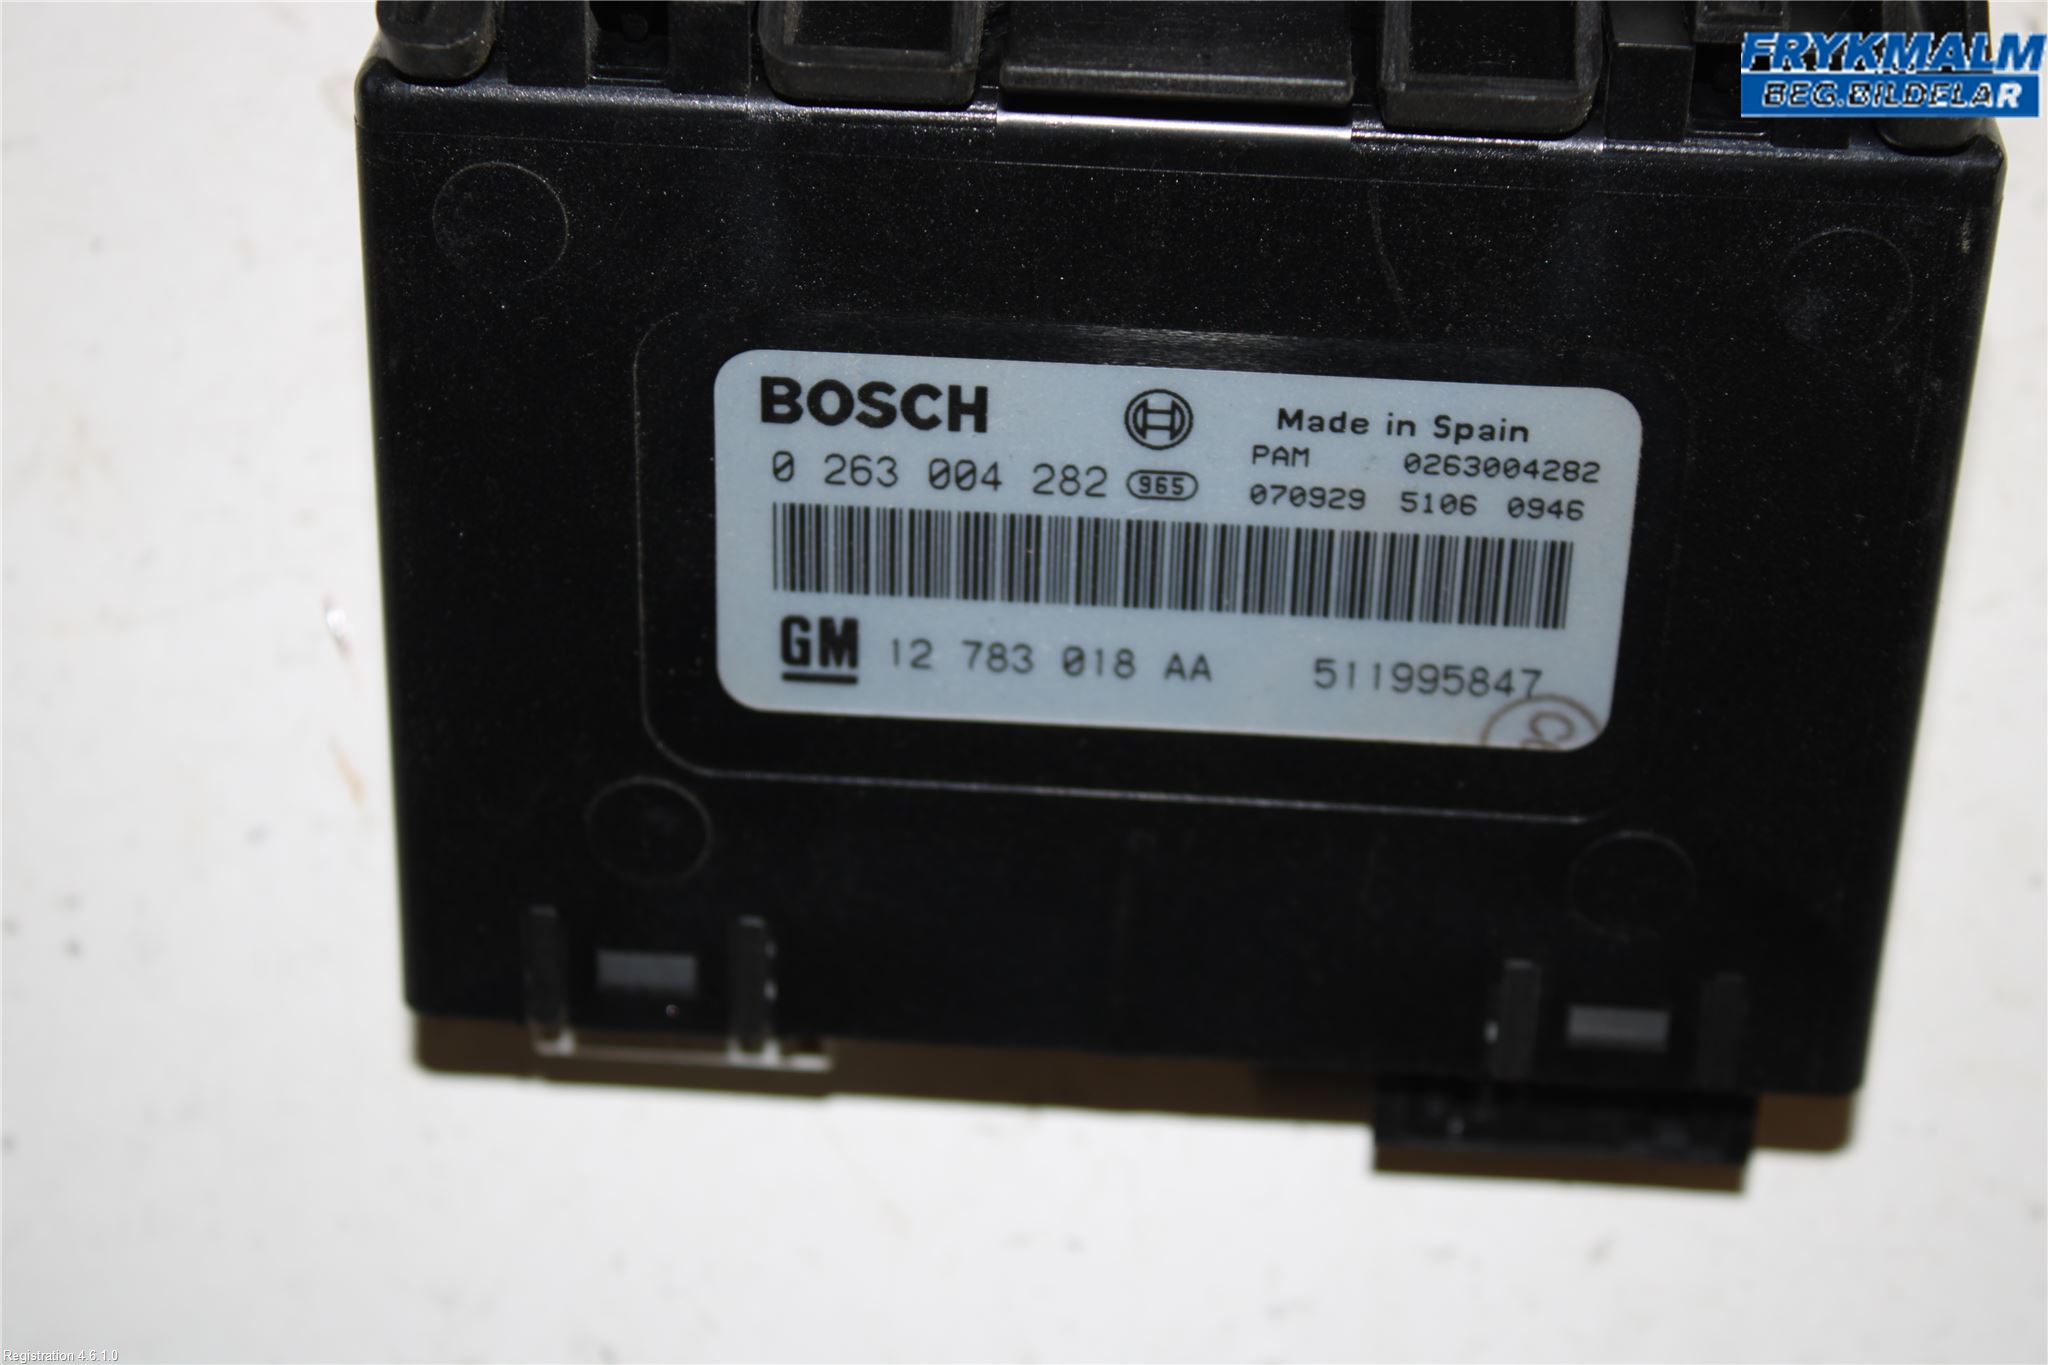 FRYKMALM
BEG.BILDELAR
BOSCH
Made in Spain
PAM 0263004282
0 263 004 282 965
070929 5106 0946
GM 12 783 018 AA 511995847
Registration 4.6.1.0